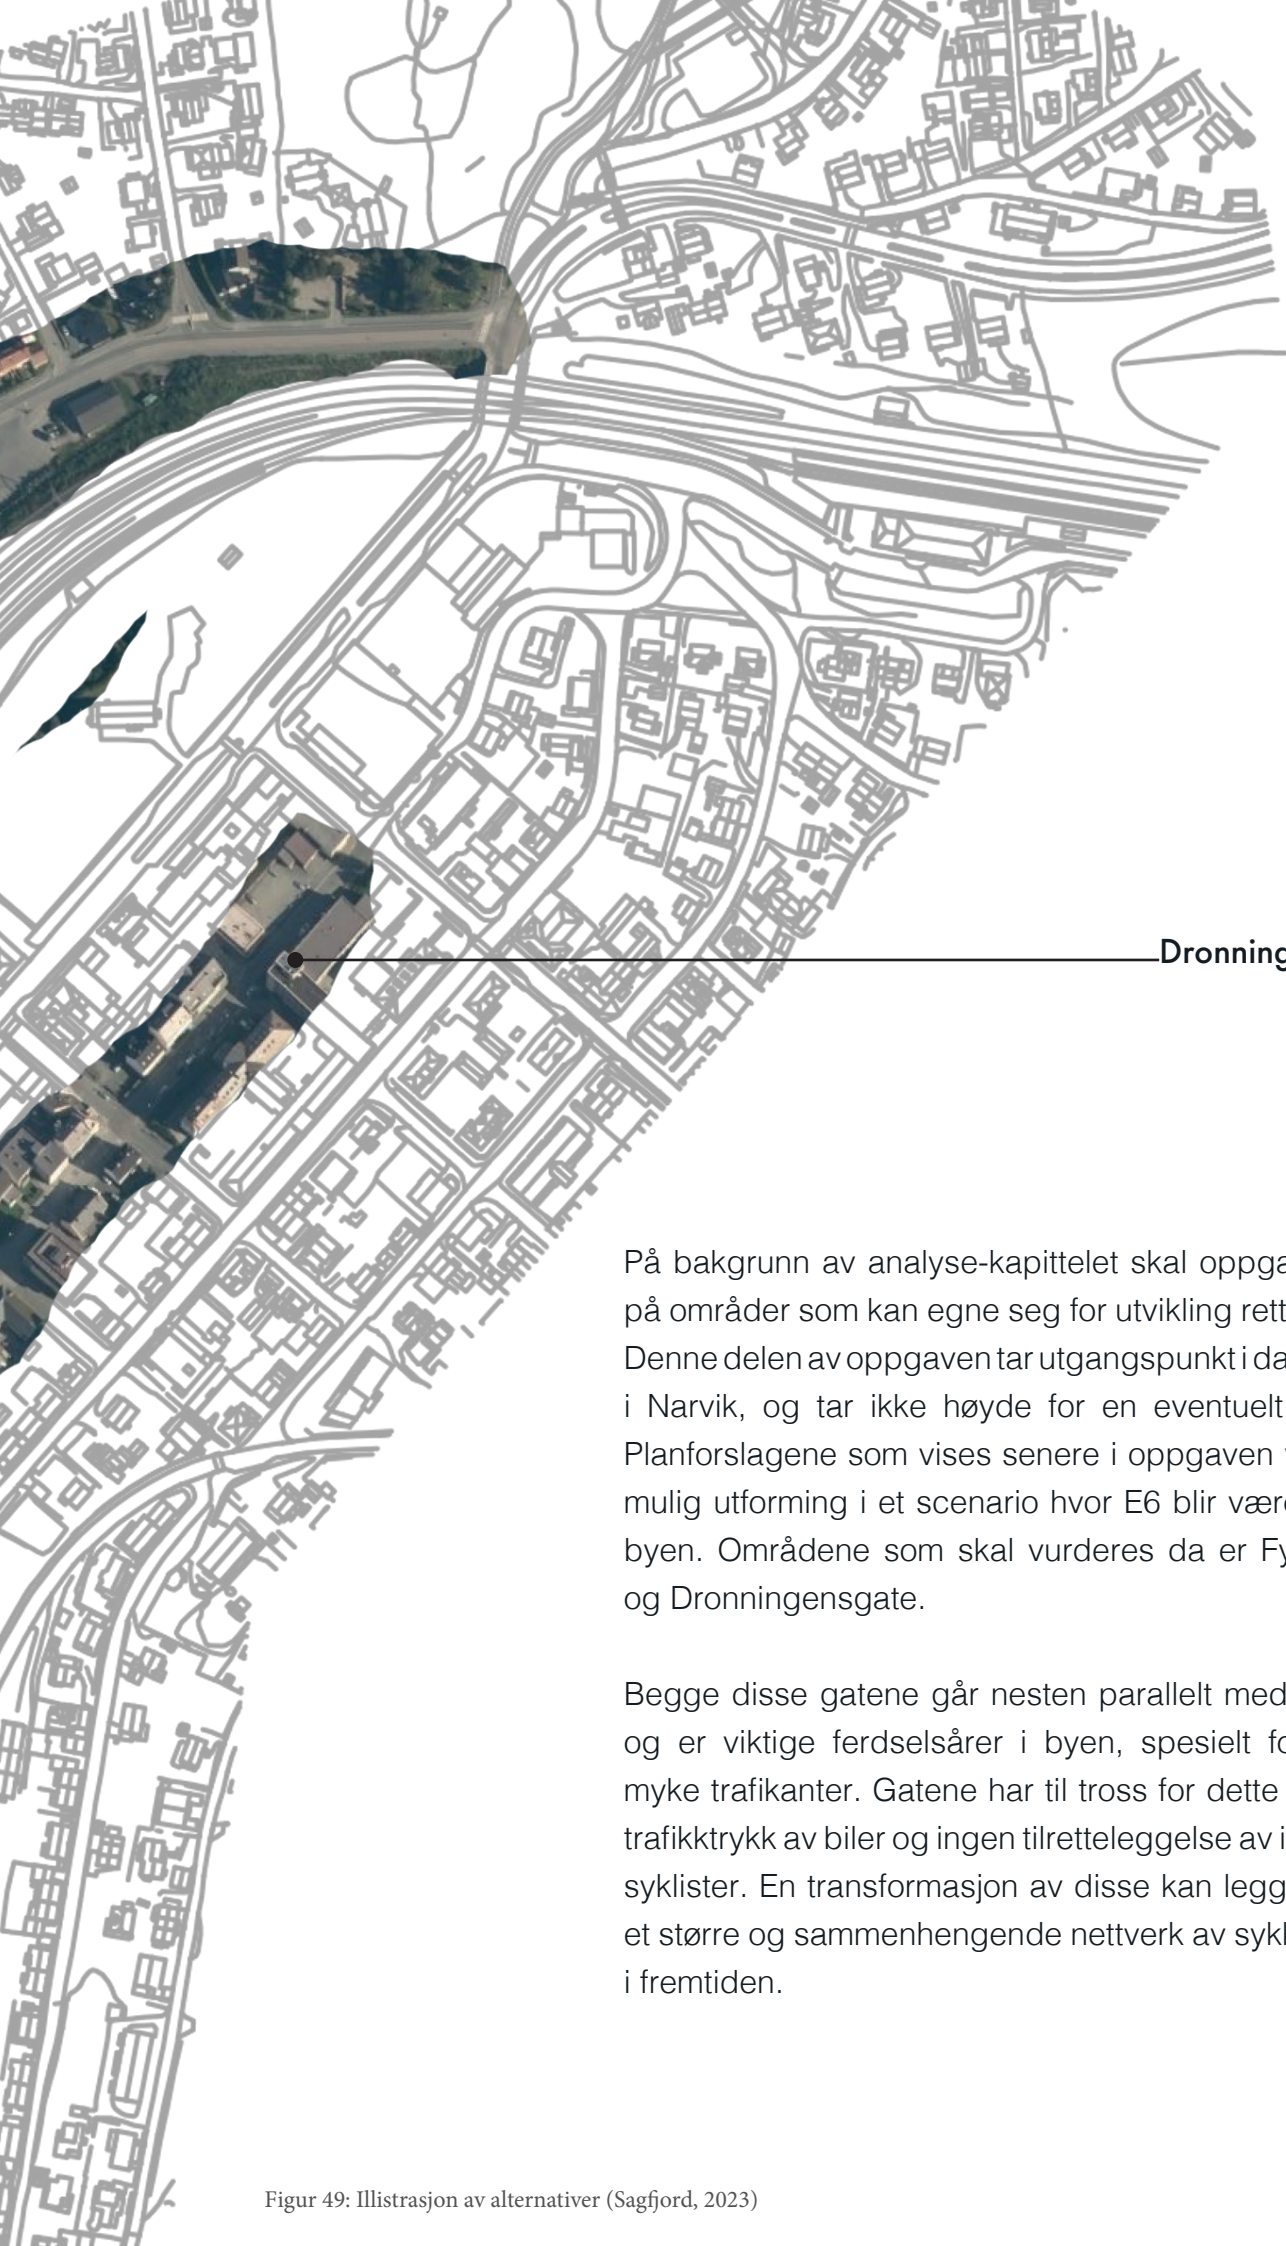 Dronning
På bakgrunn av analyse-kapittelet skal oppga
på områder som kan egne seg for utvikling rett
Denne delen av oppgaven tar utgangspunkt i da
i Narvik, og tar ikke høyde for en eventuelt
Planforslagene som vises senere i oppgaven
mulig utforming i et scenario hvor E6 blir være
byen. Områdene som skal vurderes da er Fy
og Dronningensgate.
Begge disse gatene går nesten parallelt med
og er viktige ferdselsårer i byen, spesielt fo
myke trafikanter. Gatene har til tross for dette
trafikktrykk av biler og ingen tilretteleggelse av i
syklister. En transformasjon av disse kan legg
et større og sammenhengende nettverk av sykl
i fremtiden.
Figur 49: Illistrasjon av alternativer (Sagfjord, 2023)